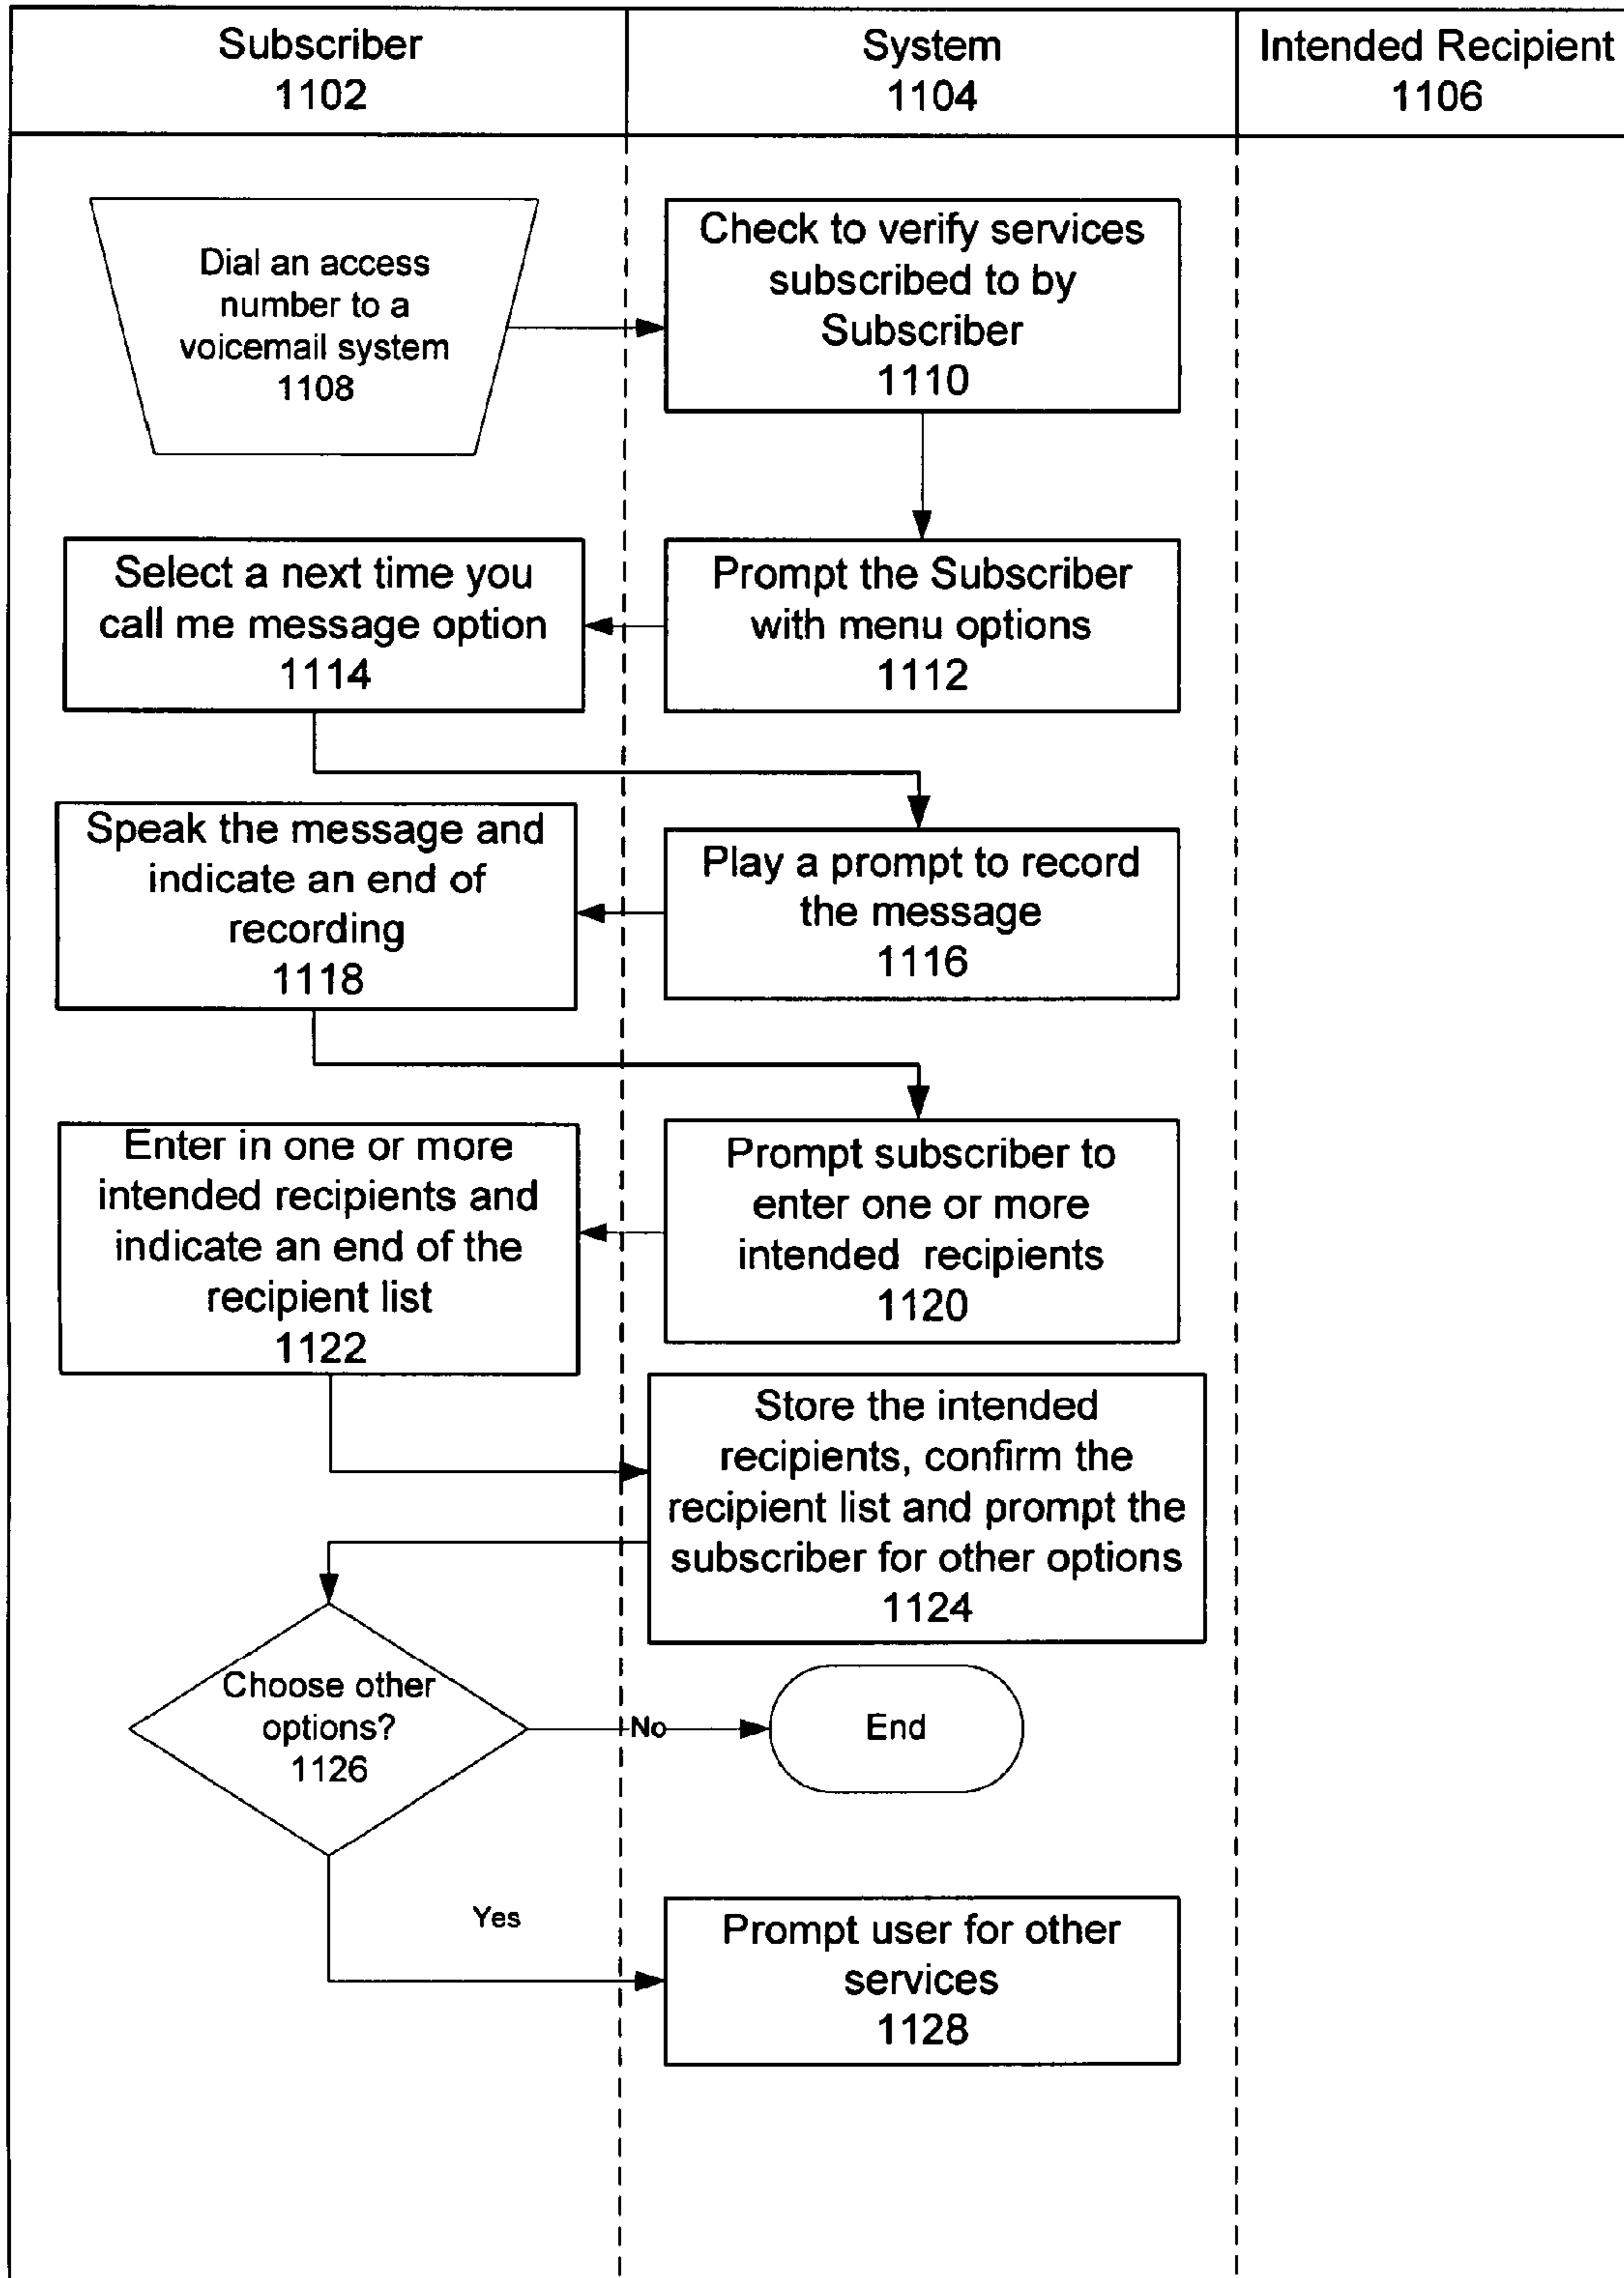 Subscriber
1102
System
1104
Intended Recipient
1106
Dial an access
number to a
voicemail system
1108
Check to verify services
subscribed to by
Subscriber
1110
Select a next time you
call me message option
1114
Prompt the Subscriber
with menu options
1112
Speak the message and
indicate an end of
recording
1118
Play a prompt to record
the message
1116
Enter in one or more
intended recipients and
indicate an end of the
recipient list
1122
Prompt subscriber to
enter one or more
intended recipients
1120
Store the intended
recipients, confirm the
recipient list and prompt the
subscriber for other options
1124
Choose other
options?
1126
No
End
Yes
Prompt user for other
services
1128